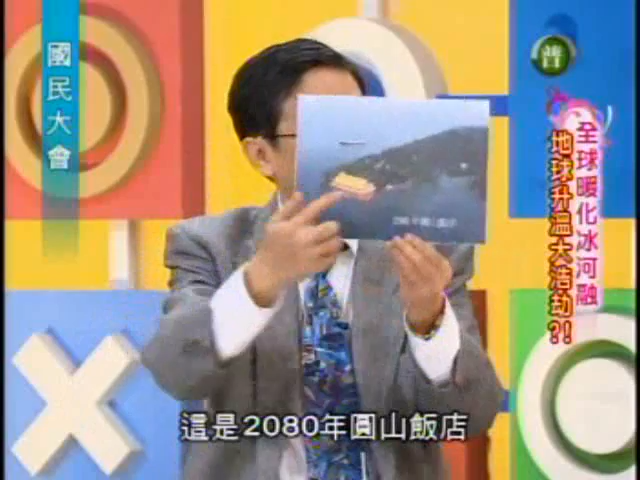 國民大會
普
全球暖化冰河融
地球升溫大浩劫?!
這是2080年圓山飯店